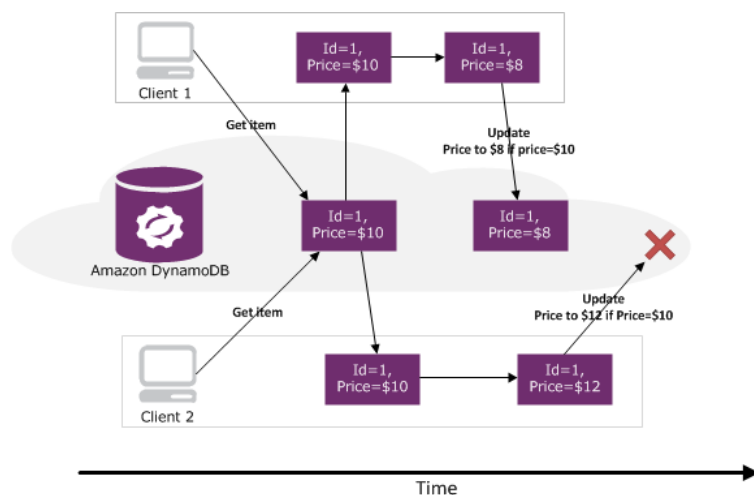 Id=1,
Price=$10
Id=1,
Price=$8
Client 1
Get item
Update
Price to $8 if price=$10
Id=1,
Price=$10
Id=1,
Price=$8
Amazon DynamoDB
Get item
Update
Price to $12 if Price=$10
Id=1,
Price=$10
Id=1,
Price=$12
Client 2
Time